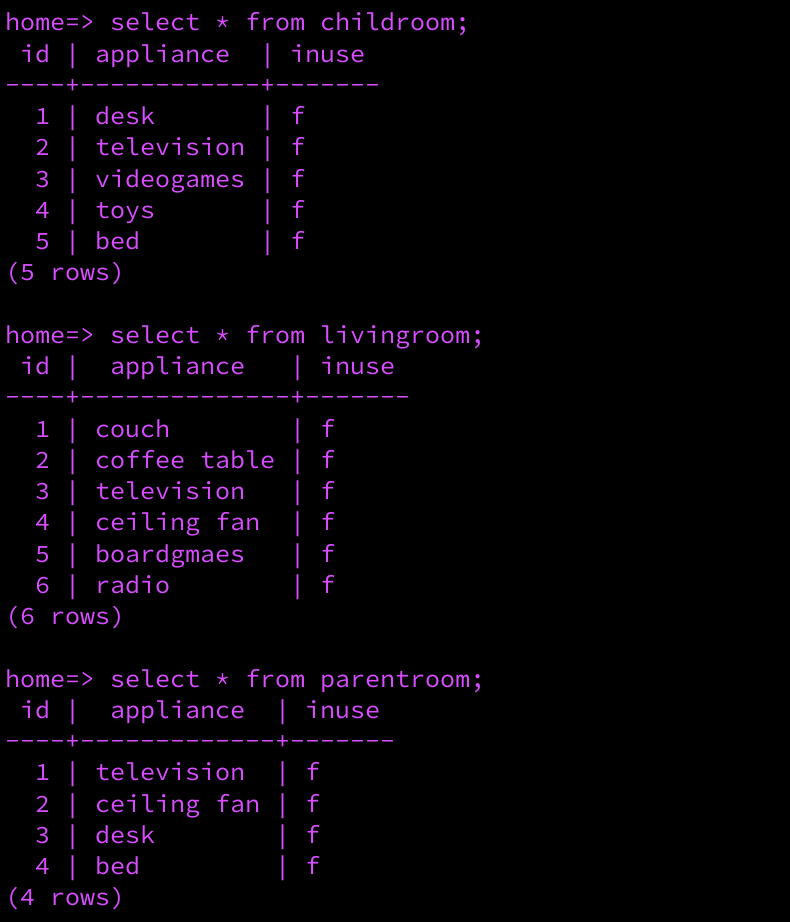 home=> select * from childroom;
 id | appliance  | inuse
----+------------+-------
  1 | desk       | f
  2 | television | f
  3 | videogames | f
  4 | toys       | f
  5 | bed        | f
(5 rows)

home=> select * from livingroom;
 id |  appliance   | inuse
----+--------------+-------
  1 | couch        | f
  2 | coffee table | f
  3 | television   | f
  4 | ceiling fan  | f
  5 | boardgmaes   | f
  6 | radio        | f
(6 rows)

home=> select * from parentroom;
 id |  appliance  | inuse
----+-------------+-------
  1 | television  | f
  2 | ceiling fan | f
  3 | desk        | f
  4 | bed         | f
(4 rows)